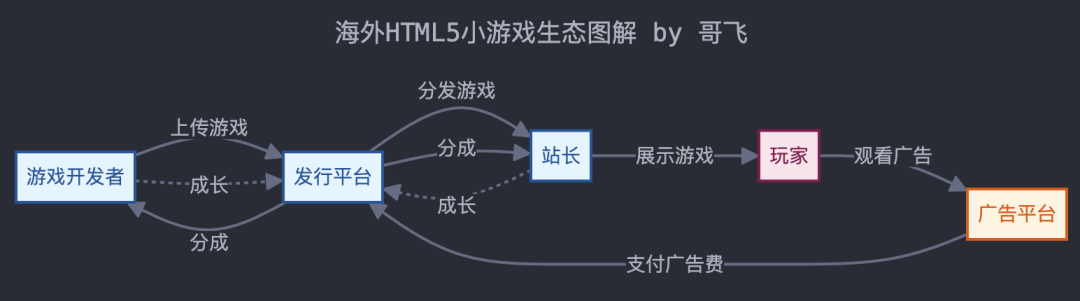 海外HTML5小游戏生态图解 by 哥飞
分发游戏
上传游戏
分成
站长
展示游戏
玩家
观看广告
游戏开发者
成长
发行平台
成长
广告平台
分成
支付广告费